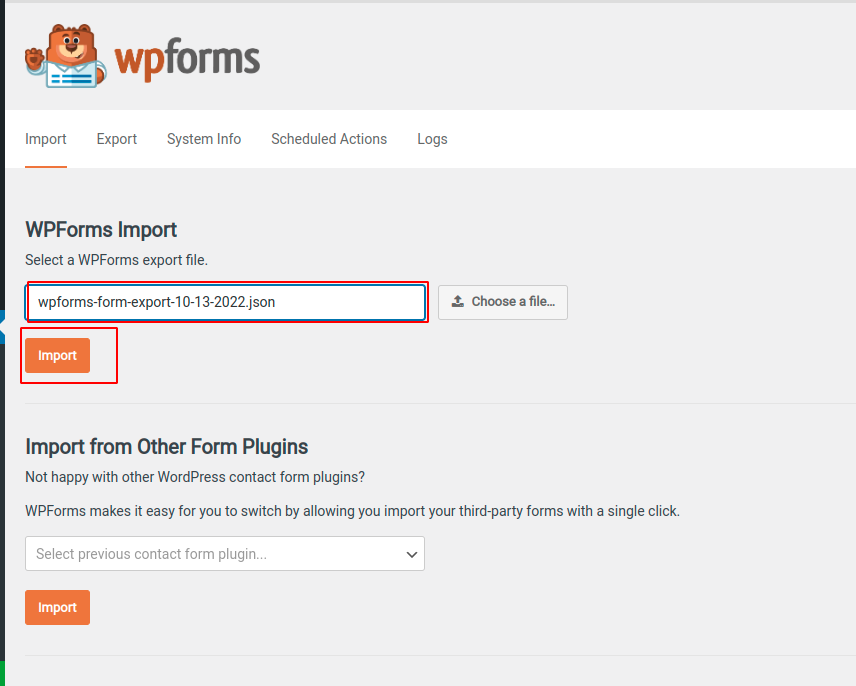 wpforms
Import Export System Info Scheduled Actions Logs
WPForms Import
Select a WPForms export file.
wpforms-form-export-10-13-2022.json Choose a file...
Import
Import from Other Form Plugins
Not happy with other WordPress contact form plugins?
WPForms makes it easy for you to switch by allowing you import your third-party forms with a single click.
Select previous contact form plugin...
Import